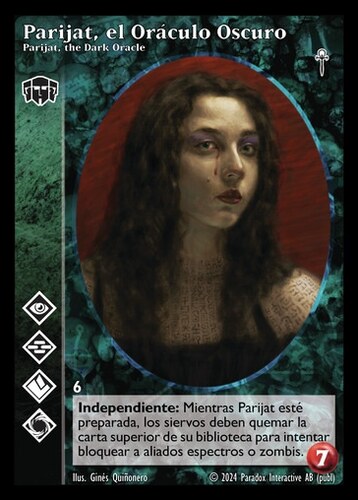 Parijat, el Oráculo Oscuro
Parijat, the Dark Oracle
6
Independiente: Mientras Parijat esté
preparada, los siervos deben quemar la
carta superior de su biblioteca para intentar
bloquear a aliados espectros o zombis.
7
Illus. Ginés Quiñonero
© 2024 Paradox Interactive AB (publ)